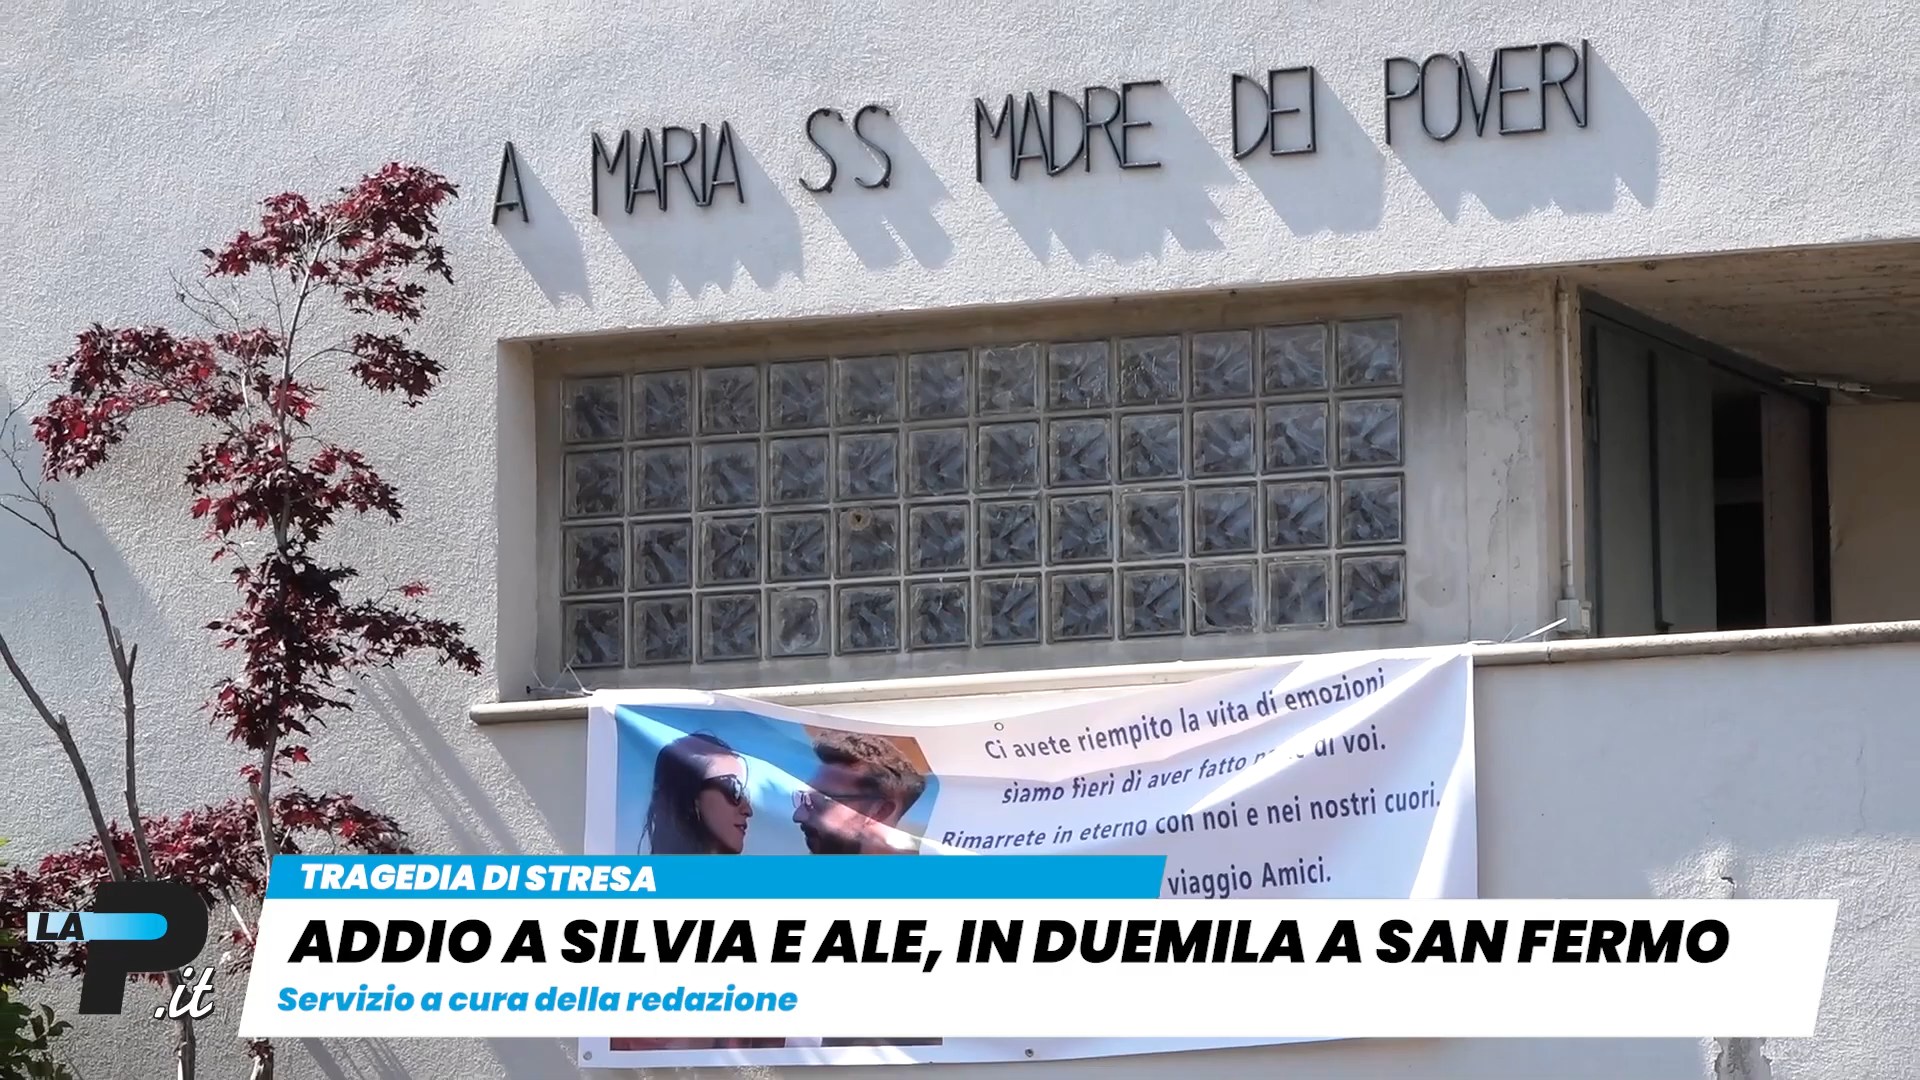 A MARIA SS MADRE DEI POVERI
Ci avete riempito la vita di emozioni
siamo fieri di aver fatto di voi.
Rimarrete in eterno con noi e nei nostri cuori.
viaggio Amici.
TRAGEDIA DI STRESA
ADDIO A SILVIA E ALE, IN DUEMILA A SAN FERMO
Servizio a cura della redazione
LA P.it